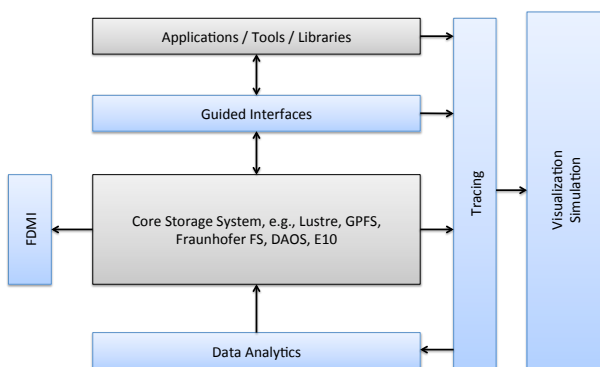 Applications / Tools / Libraries
Guided Interfaces
FDMI
Core Storage System, e.g., Lustre, GPFS,
Fraunhofer FS, DAOS, E10
Data Analytics
Tracing
Visualization
Simulation